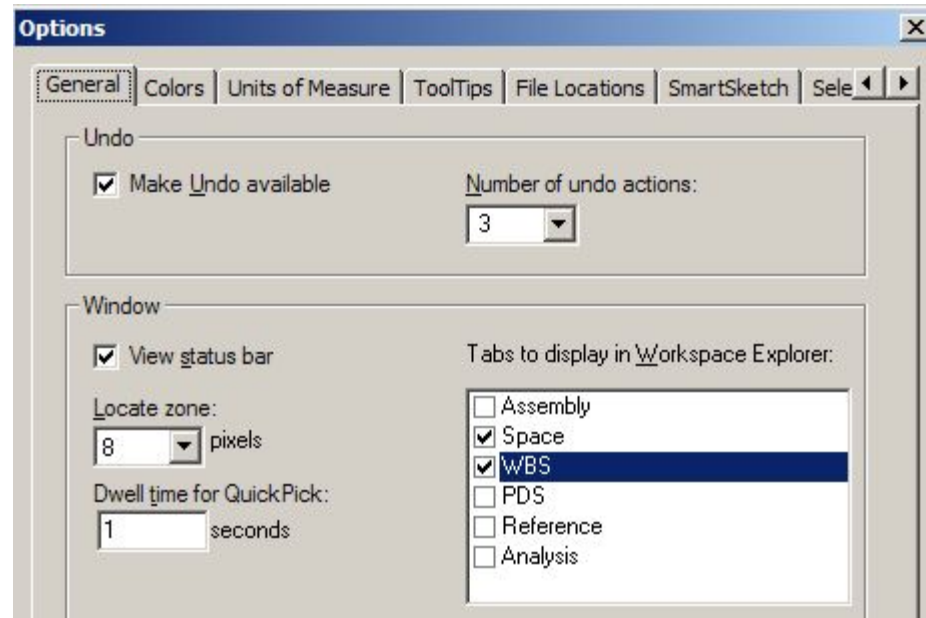 Options
General Colors Units of Measure ToolTips File Locations SmartSketch Sele
Undo
Make Undo available
Number of undo actions:
3
Window
View status bar
Tabs to display in Workspace Explorer:
Locate zone:
8 pixels
Dwell time for QuickPick:
1 seconds
Assembly
Space
WBS
PDS
Reference
Analysis